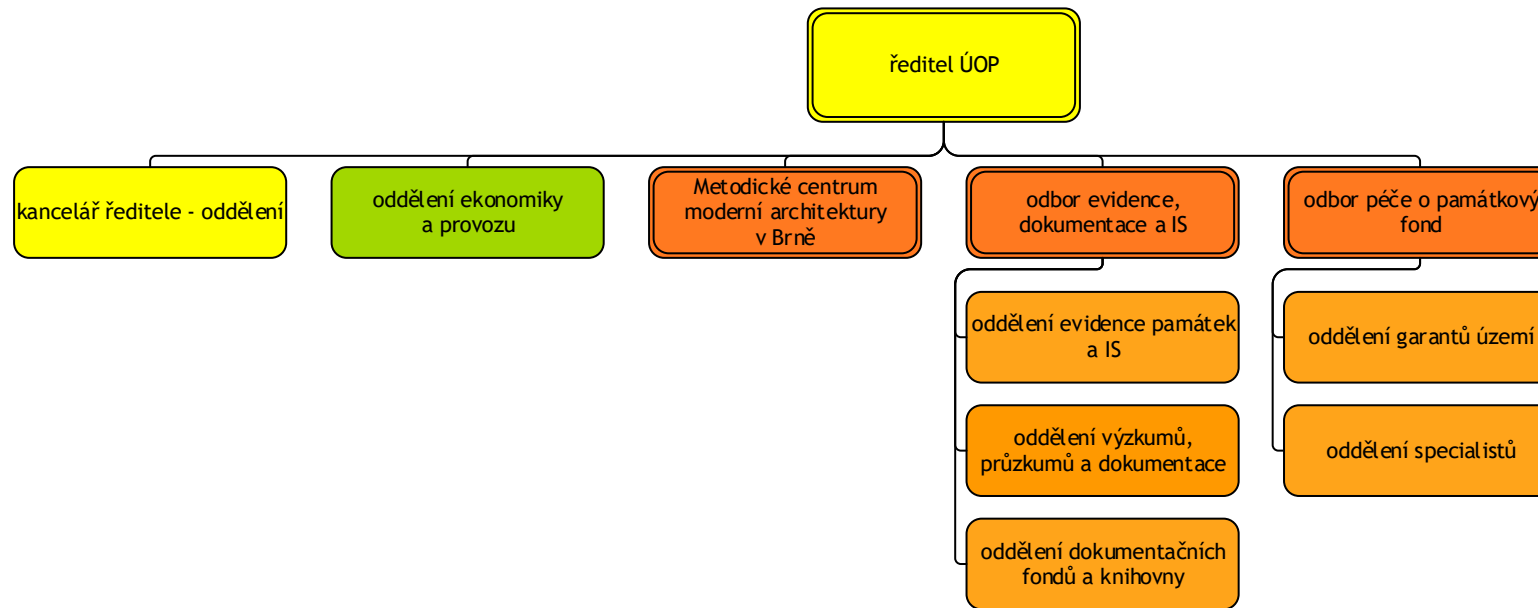 ředitel ÚOP
kancelář ředitele - oddělení
oddělení ekonomiky
a provozu
Metodické centrum
moderní architektury
v Brně
odbor evidence,
dokumentace a IS
odbor péče o památkový
fond
oddělení evidence památek
a IS
oddělení garantů území
oddělení výzkumů,
průzkumů a dokumentace
oddělení specialistů
oddělení dokumentačních
fondů a knihovny